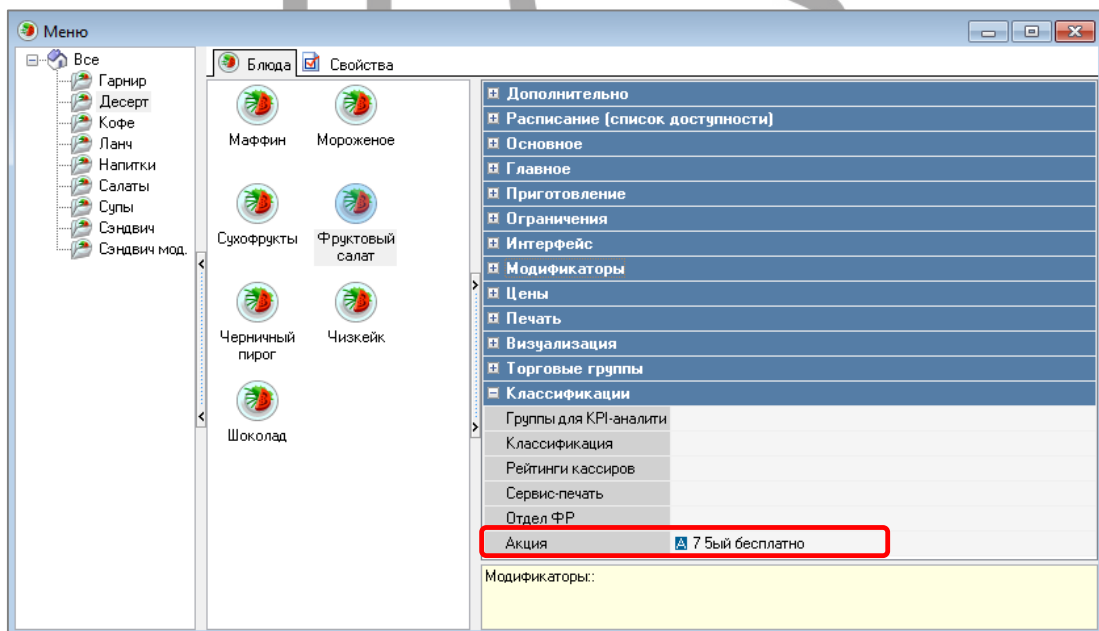 Меню
Все
Гарнир
Десерт
Кофе
Ланч
Напитки
Салаты
Супы
Сэндвич
Сэндвич мод.
Блюда
Свойства
Маффин
Мороженое
Сухофрукты
Фруктовый
салат
Черничный
пирог
Чизкейк
Шоколад
Дополнительно
Расписание (список доступности)
Основное
Главное
Приготовление
Ограничения
Интерфейс
Модификаторы
Цены
Печать
Визуализация
Торговые группы
Классификации
Группы для KPI-аналити
Классификация
Рейтинги кассиров
Сервис-печать
Отдел ФР
Акция
А 7 5ый бесплатно
Модификаторы::